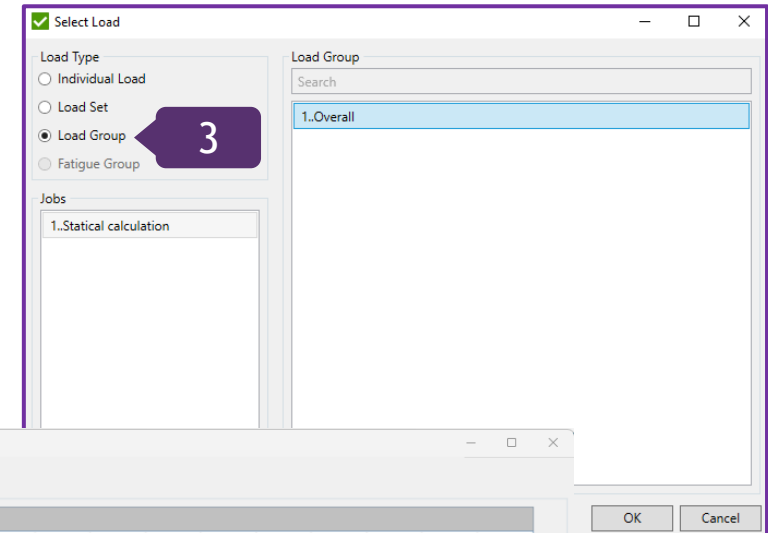 Select Load
Load Type
Individual Load
Load Set
Load Group
Fatigue Group
3
Jobs
1..Statical calculation
Load Group
Search
1..Overall
OK
Cancel